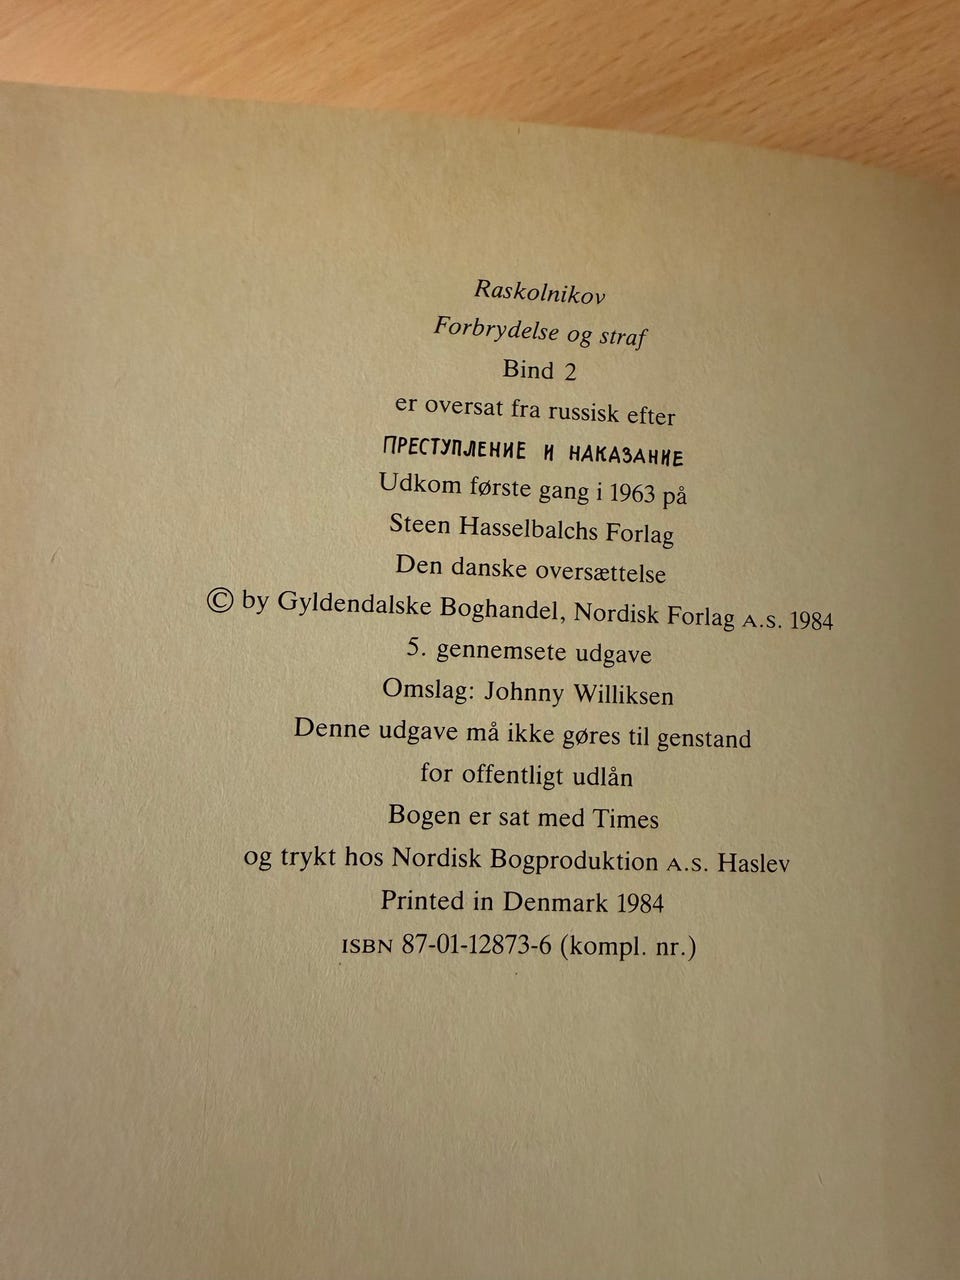 Raskolnikov
Forbrydelse og straf
Bind 2
er oversat fra russisk efter
ПРЕСТУПЛЕНИЕ И НАКАЗАНИЕ
Udkom første gang i 1963 på
Steen Hasselbalchs Forlag
Den danske oversættelse
© by Gyldendalske Boghandel, Nordisk Forlag A.S. 1984
5. gennemsete udgave
Omslag: Johnny Williksen
Denne udgave må ikke gøres til genstand
for offentligt udlån
Bogen er sat med Times
og trykt hos Nordisk Bogproduktion A.S. Haslev
Printed in Denmark 1984
ISBN 87-01-12873-6 (kompl. nr.)